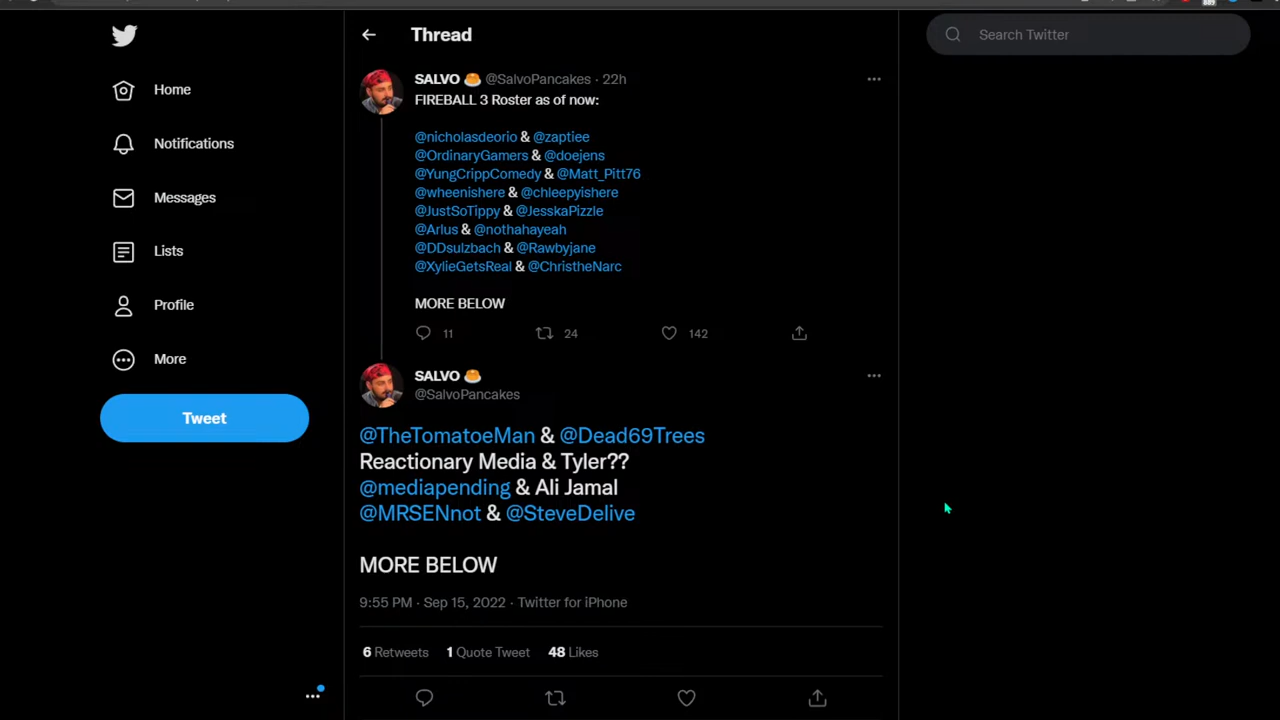 Thread
Search Twitter
SALVO 🥞 @SalvoPancakes · 22h
FIREBALL 3 Roster as of now:
@nicholasdeorio & @zaptiee
@OrdinaryGamers & @doejens
@YungCrippComedy & @Matt_Pitt76
@wheenishere & @chleepyishere
@JustSoTippy & @JesskaPizzle
@Arlus & @nothahayeah
@DDsulzbach & @Rawbyjane
@XylieGetsReal & @ChristheNarc
MORE BELOW
11 24 142
SALVO 🥞
@SalvoPancakes
@TheTomatoeMan & @Dead69Trees
Reactionary Media & Tyler??
@mediapending & Ali Jamal
@MRSENnot & @SteveDelive
MORE BELOW
9:55 PM · Sep 15, 2022 · Twitter for iPhone
6 Retweets 1 Quote Tweet 48 Likes
Home
Notifications
Messages
Lists
Profile
More
Tweet
889